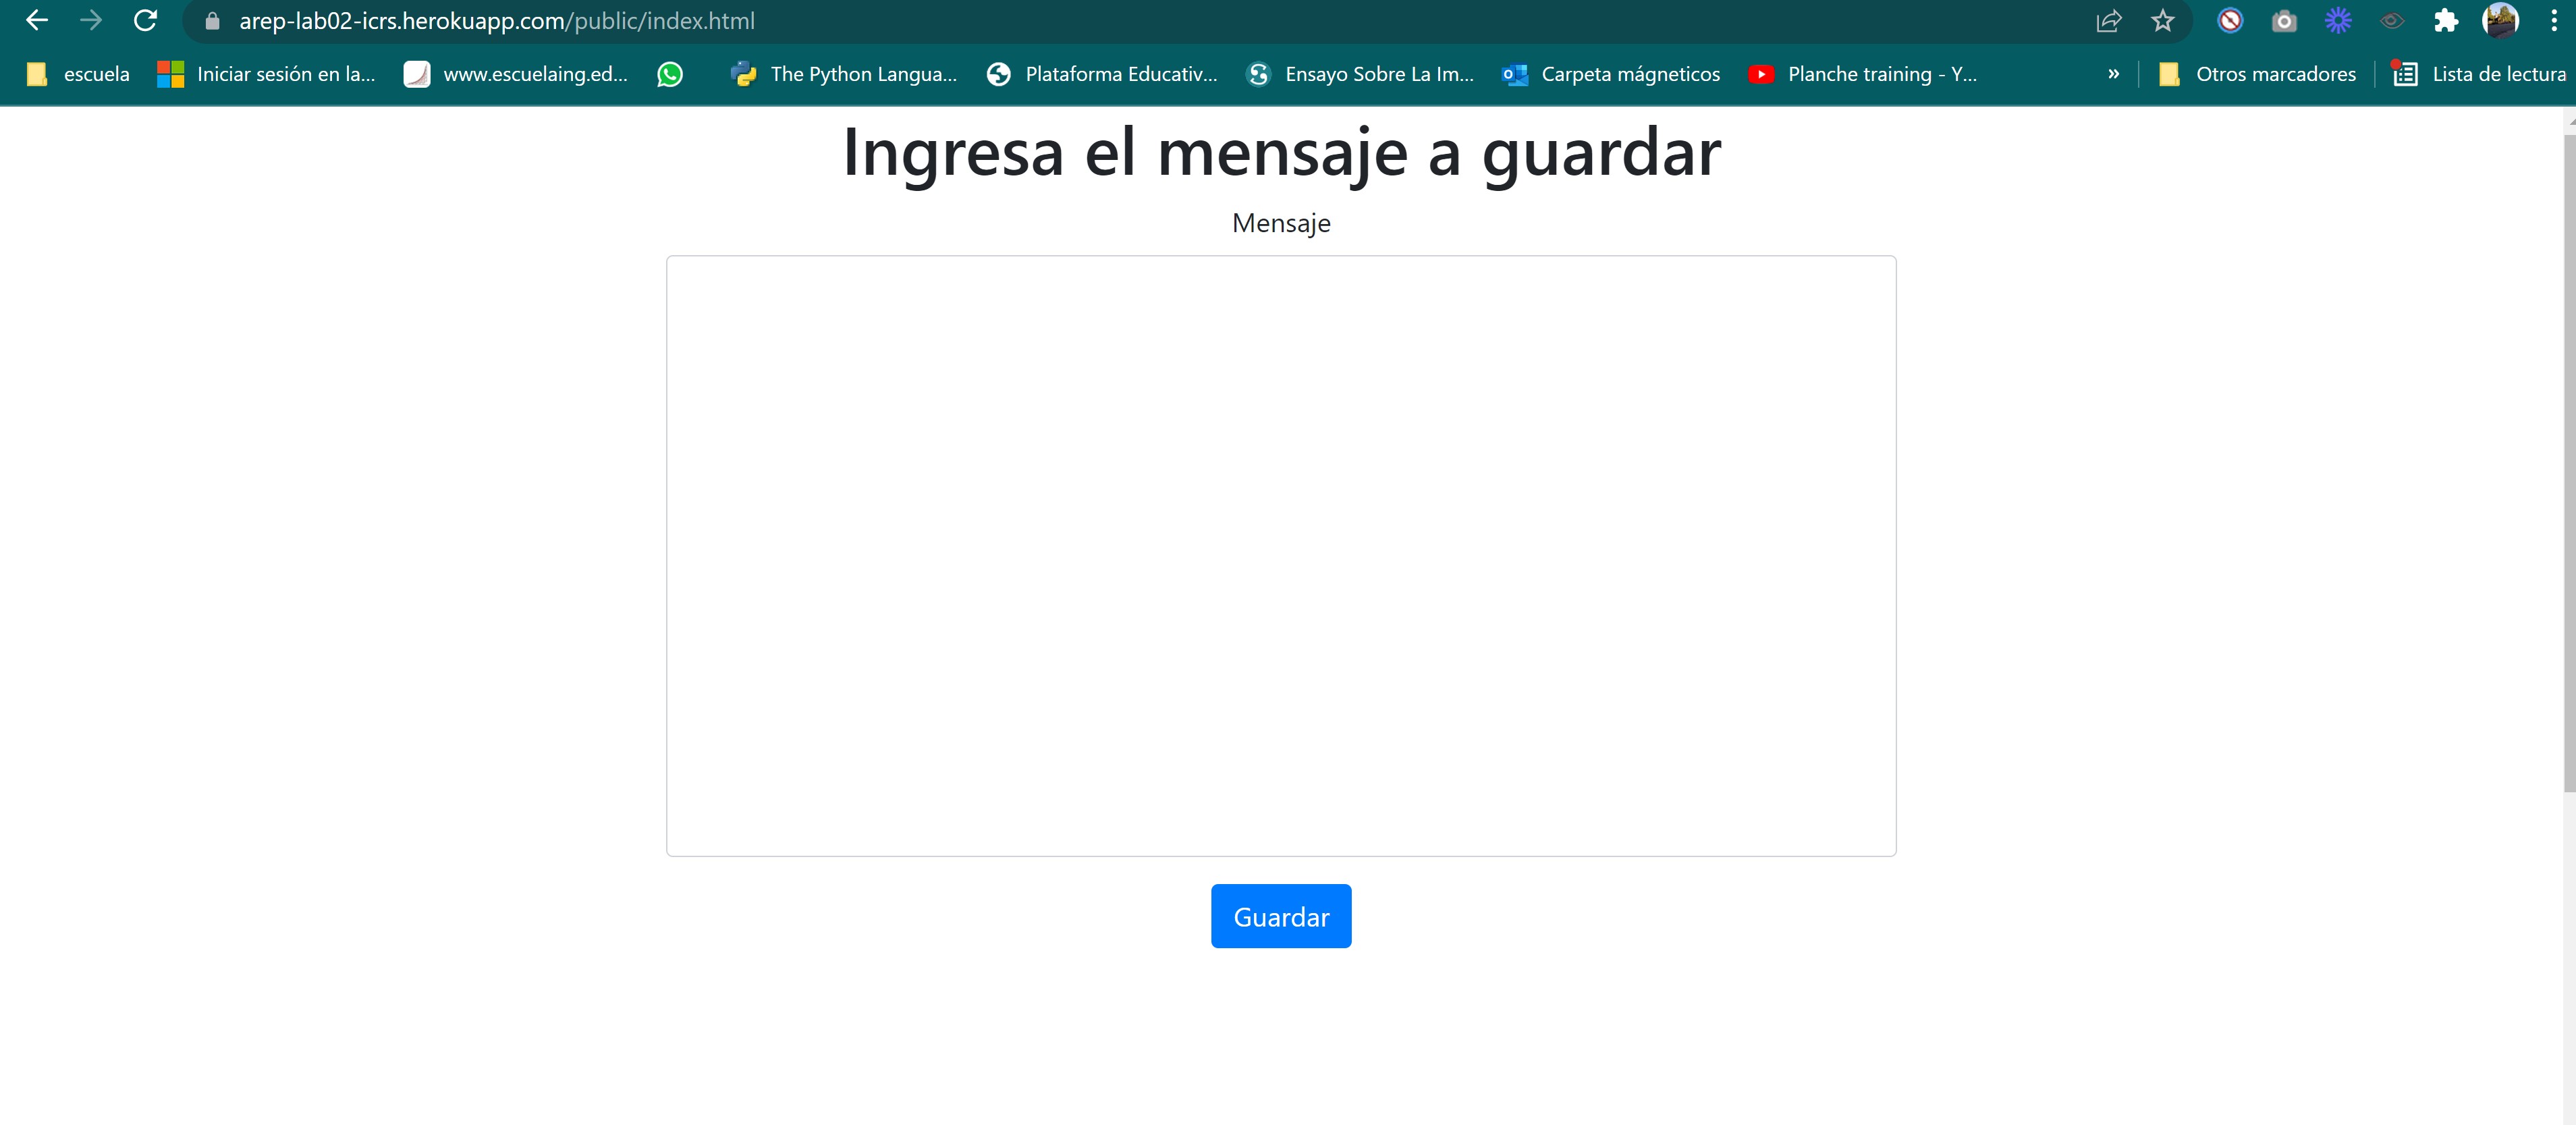 arep-lab02-icrs.herokuapp.com/public/index.html
escuela Iniciar sesión en la... www.escuelaing.ed... The Python Langua... Plataforma Educativ... Ensayo Sobre La Im... Carpeta mágneticos Planche training - Y... » Otros marcadores Lista de lectura
Ingresa el mensaje a guardar
Mensaje
Guardar